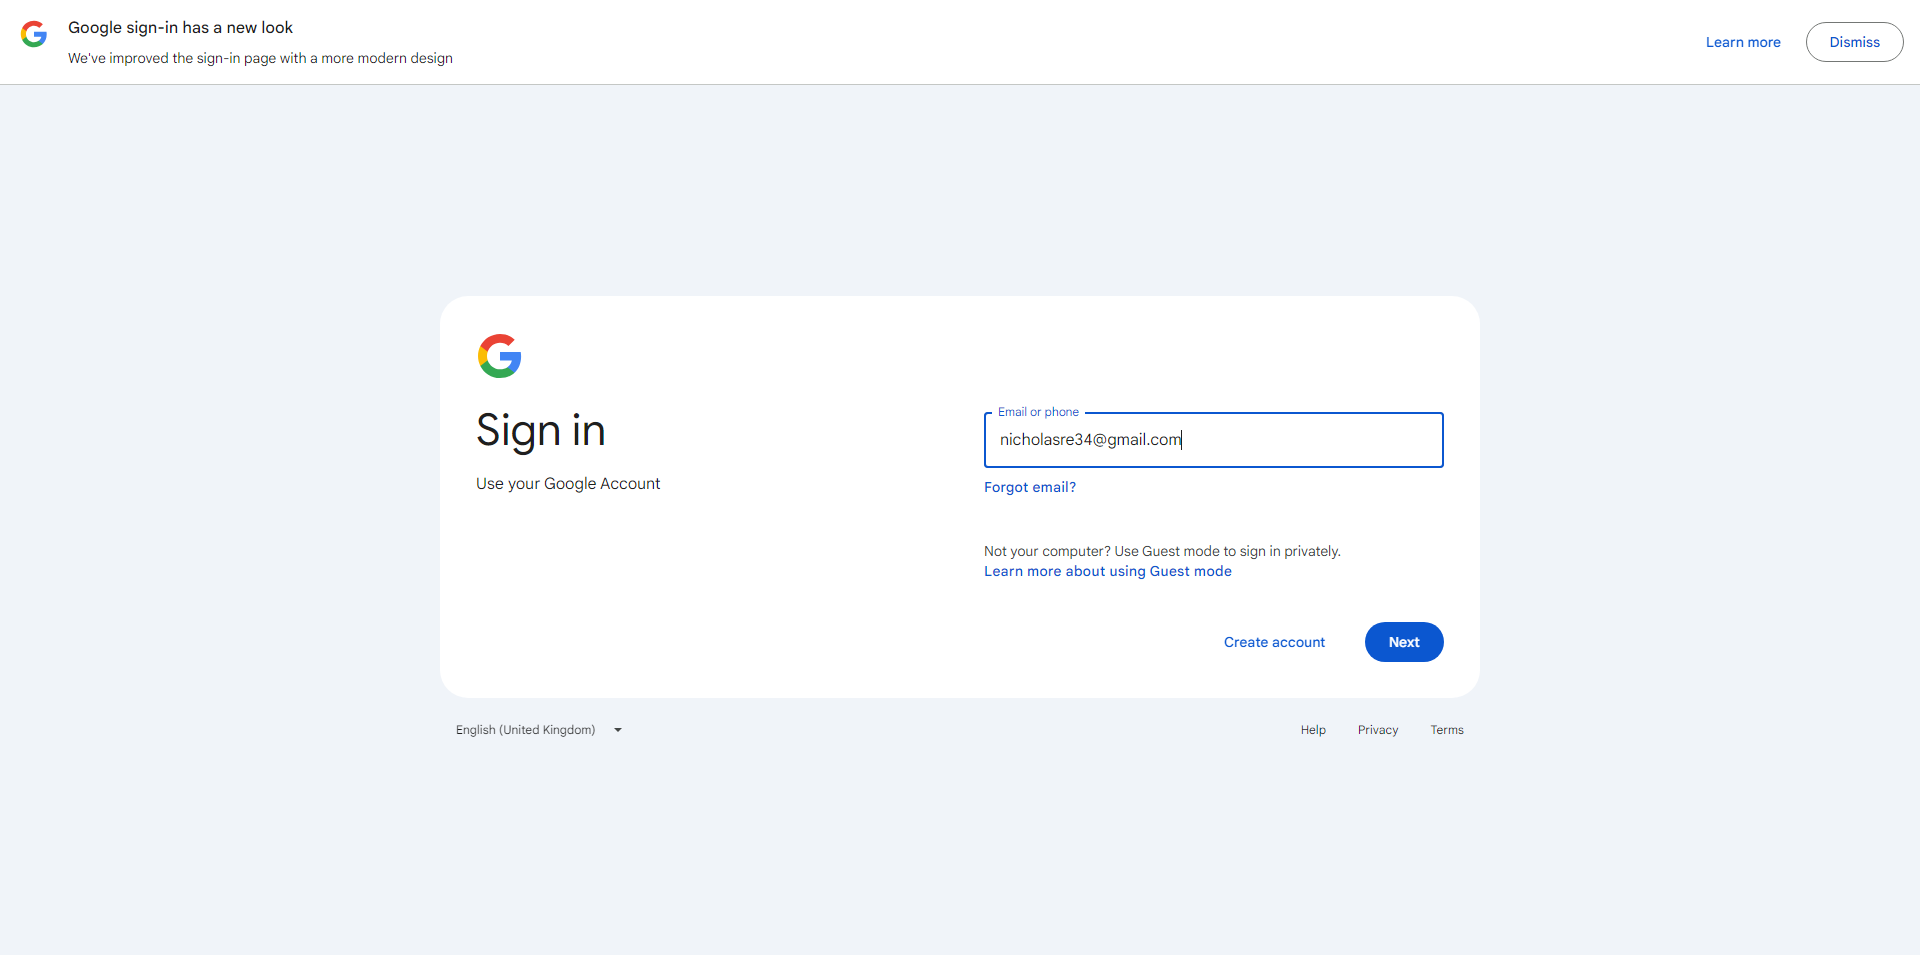 Google sign-in has a new look
We've improved the sign-in page with a more modern design
Learn more
Dismiss
Sign in
Use your Google Account
Email or phone
nicholasre34@gmail.com
Forgot email?
Not your computer? Use Guest mode to sign in privately.
Learn more about using Guest mode
Create account
Next
English (United Kingdom)
Help
Privacy
Terms